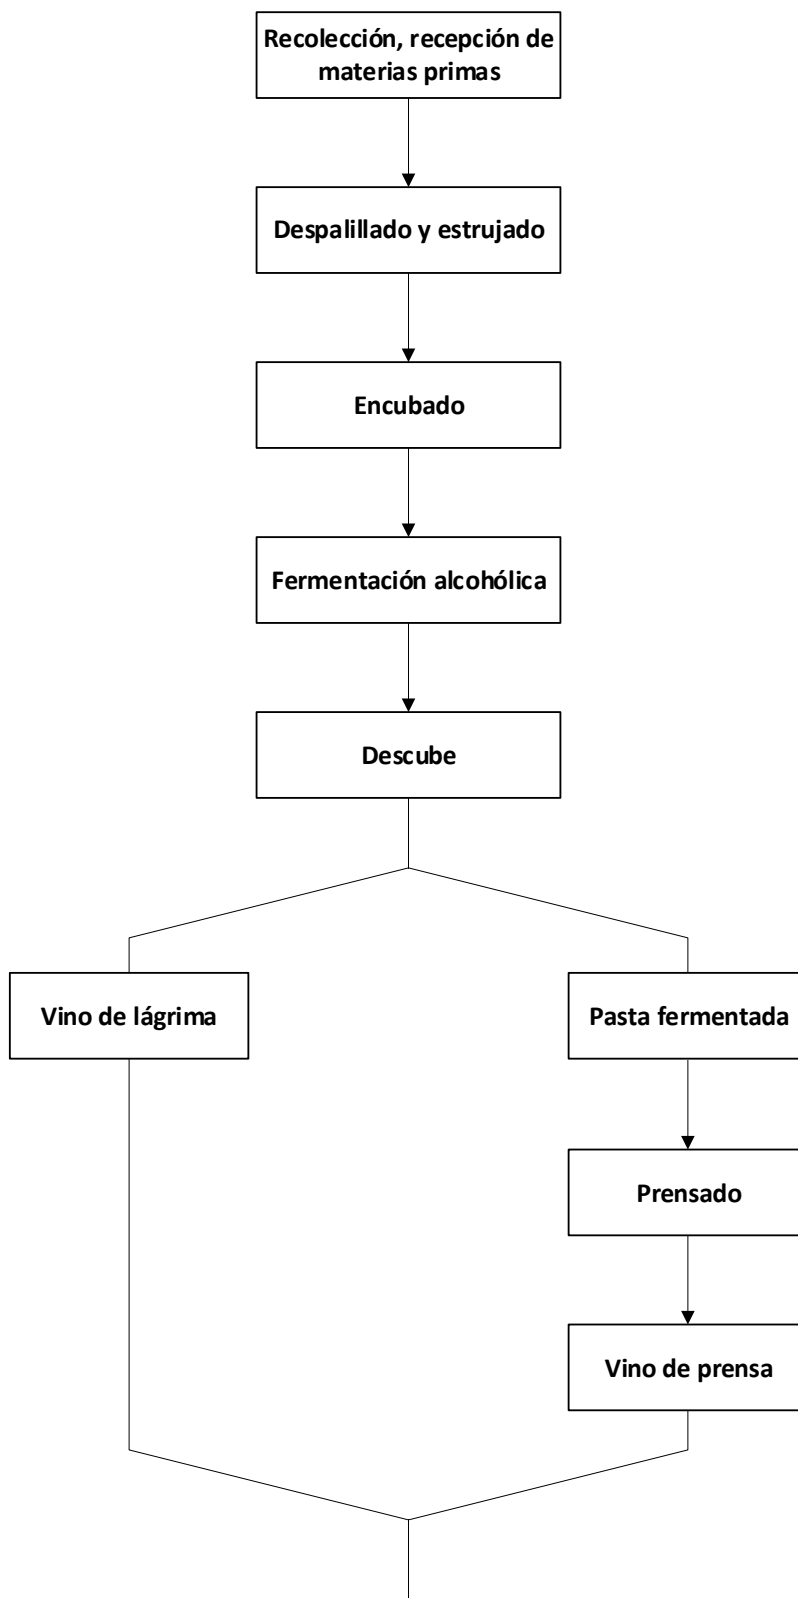 Recolección, recepción de
materias primas
Despalillado y estrujado
Encubado
Fermentación alcohólica
Descube
Vino de lágrima
Pasta fermentada
Prensado
Vino de prensa